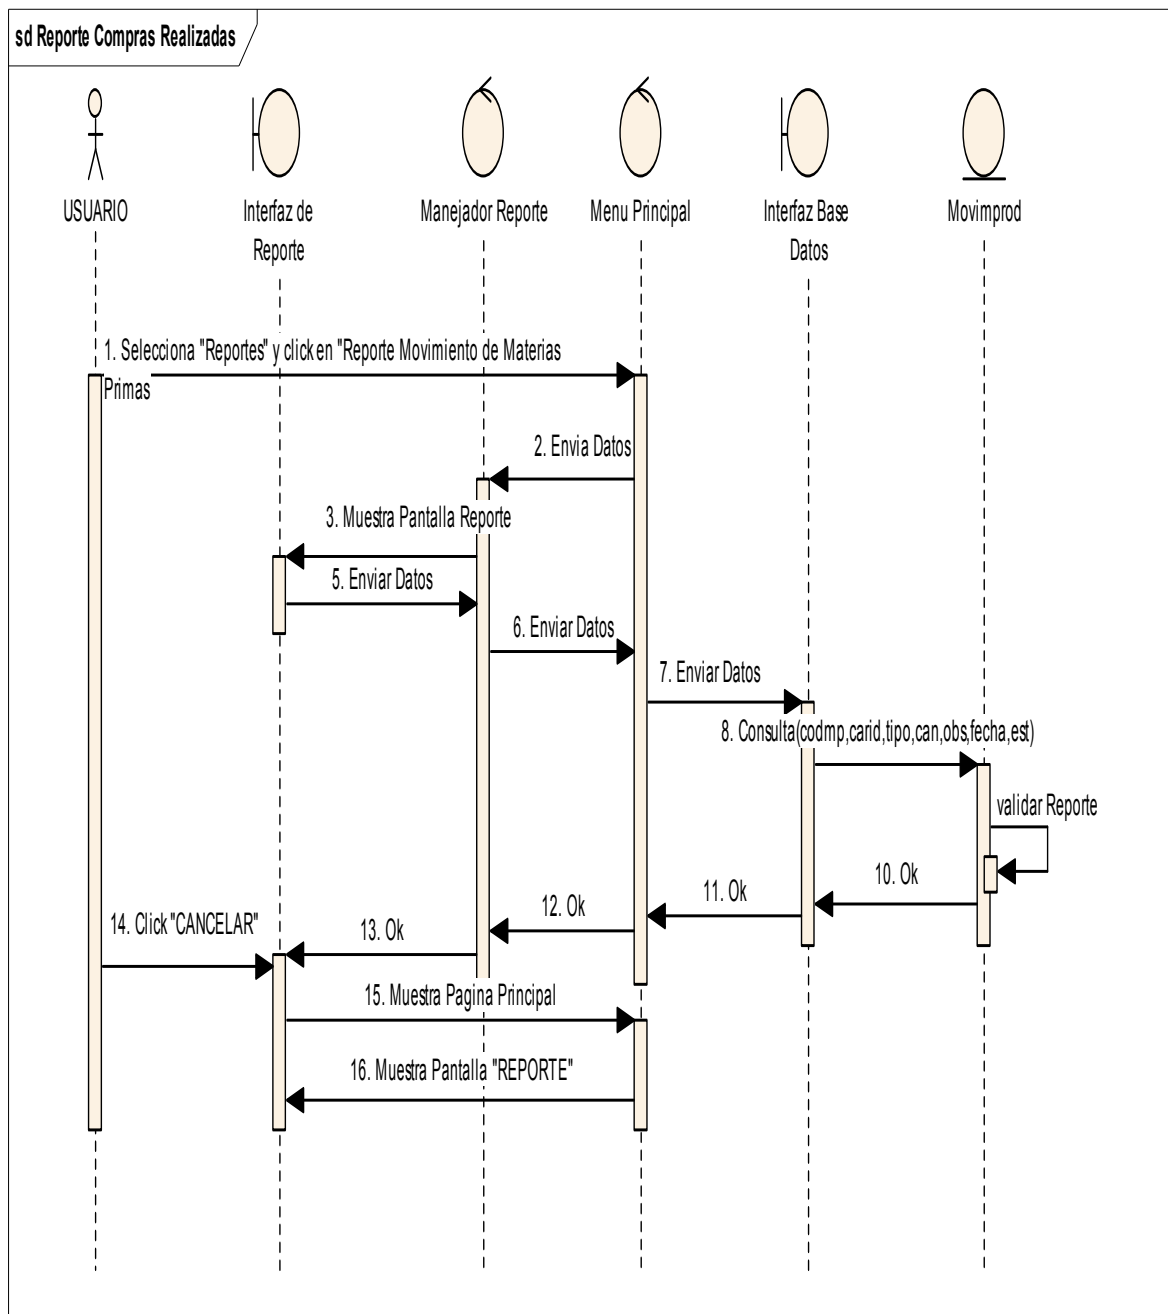 sd Reporte Compras Realizadas
USUARIO
Interfaz de
Reporte
Manejador Reporte
Menu Principal
Interfaz Base
Datos
Movimprod
1. Selecciona "Reportes" y click en "Reporte Movimiento de Materias
Primas
2. Envia Datos
3. Muestra Pantalla Reporte
5. Enviar Datos
6. Enviar Datos
7. Enviar Datos
8. Consulta(codmp,carid,tipo,can,obs,fecha,est)
validar Reporte
10. Ok
11. Ok
12. Ok
13. Ok
14. Click "CANCELAR"
15. Muestra Pagina Principal
16. Muestra Pantalla "REPORTE"